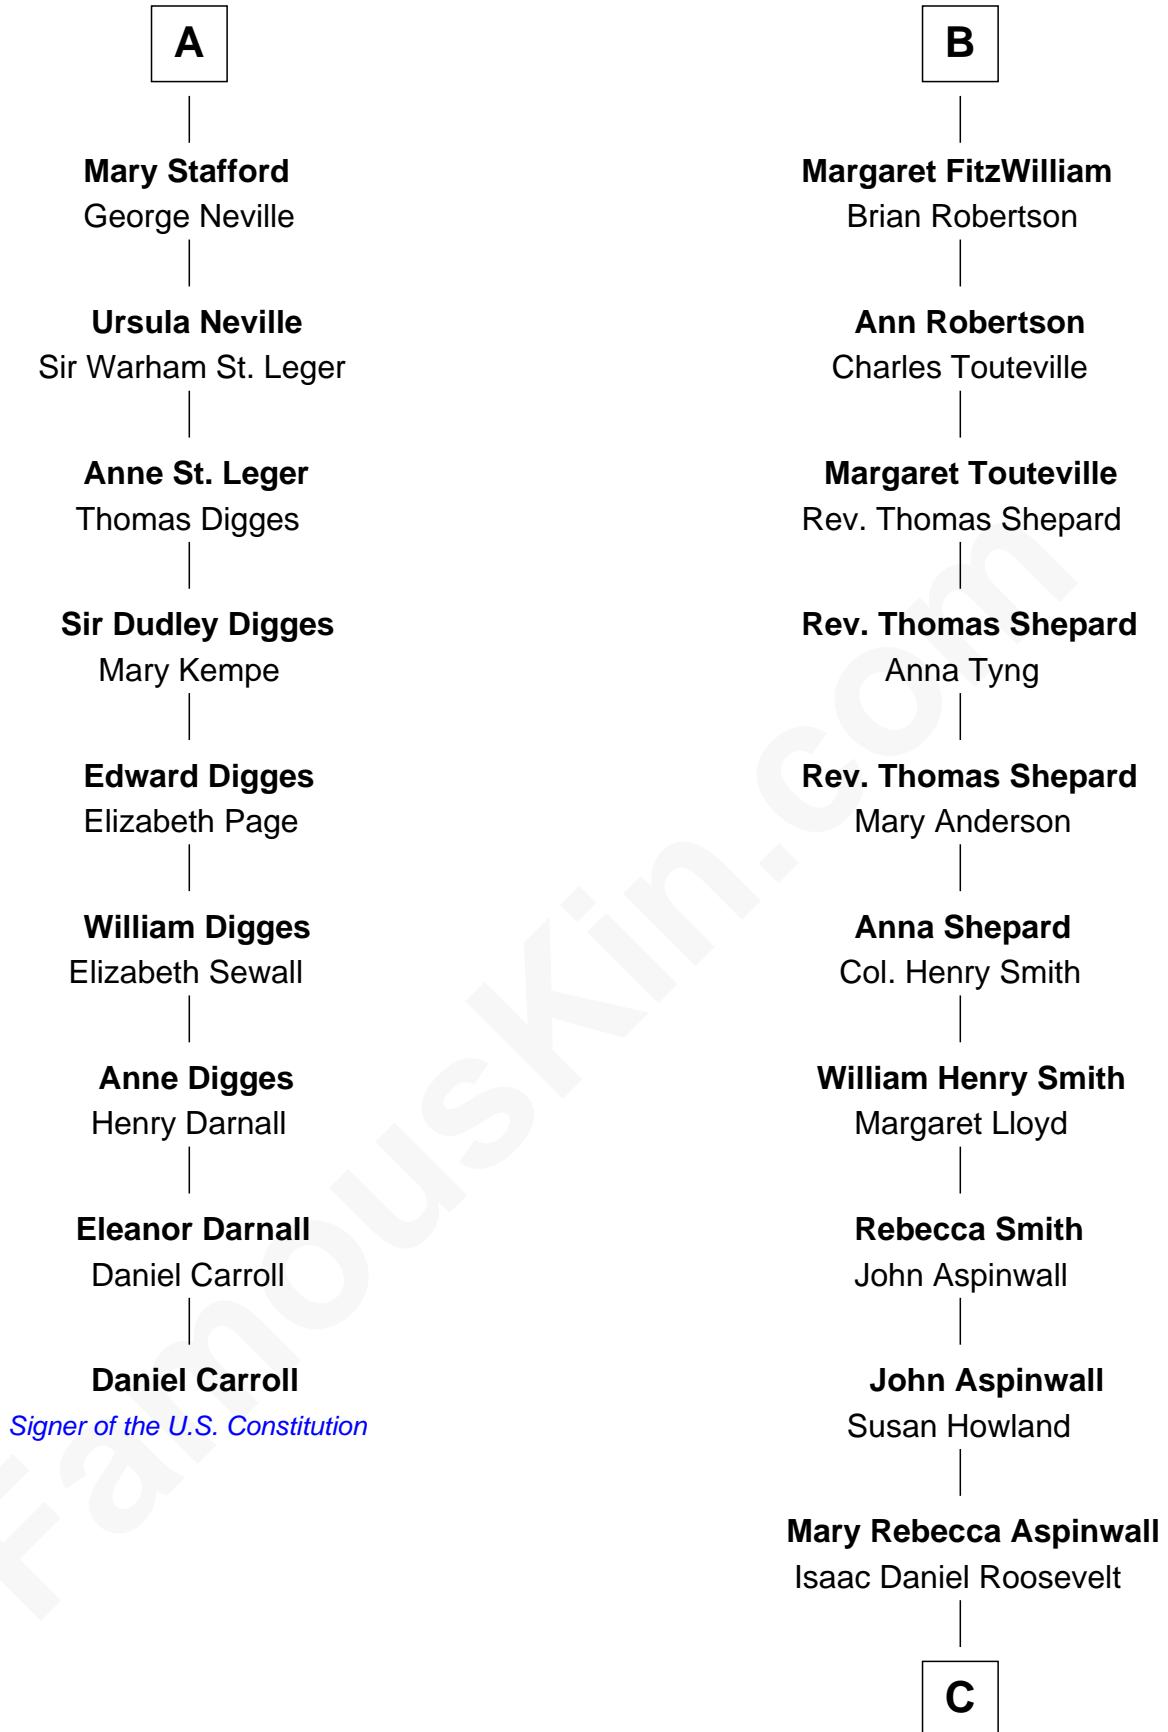 A
Mary Stafford
George Neville
Ursula Neville
Sir Warham St. Leger
Anne St. Leger
Thomas Digges
Sir Dudley Digges
Mary Kempe
Edward Digges
Elizabeth Page
William Digges
Elizabeth Sewall
Anne Digges
Henry Darnall
Eleanor Darnall
Daniel Carroll
Daniel Carroll
Signer of the U.S. Constitution
B
Margaret FitzWilliam
Brian Robertson
Ann Robertson
Charles Touteville
Margaret Touteville
Rev. Thomas Shepard
Rev. Thomas Shepard
Anna Tyng
Rev. Thomas Shepard
Mary Anderson
Anna Shepard
Col. Henry Smith
William Henry Smith
Margaret Lloyd
Rebecca Smith
John Aspinwall
John Aspinwall
Susan Howland
Mary Rebecca Aspinwall
Isaac Daniel Roosevelt
C
FamousKin.com